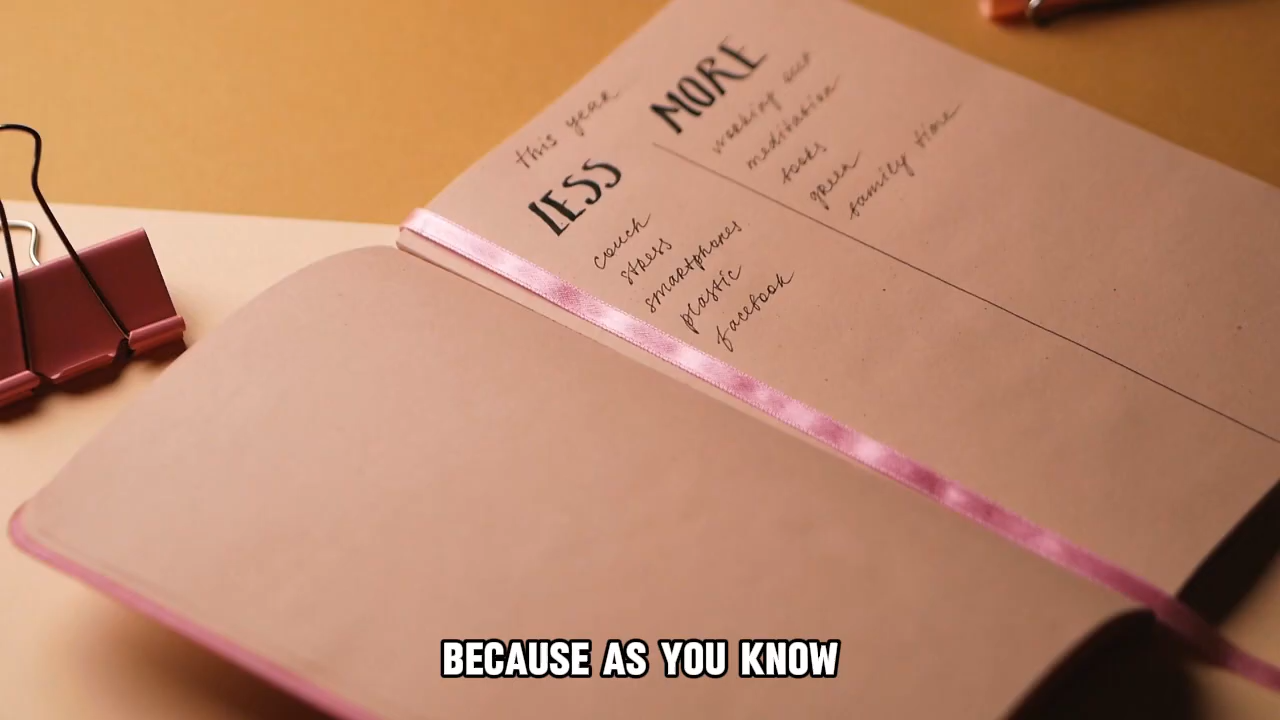 this year
LESS
couch
stress
smartphones
plastic
facebook
MORE
working out
meditation
books
green
family time
BECAUSE AS YOU KNOW